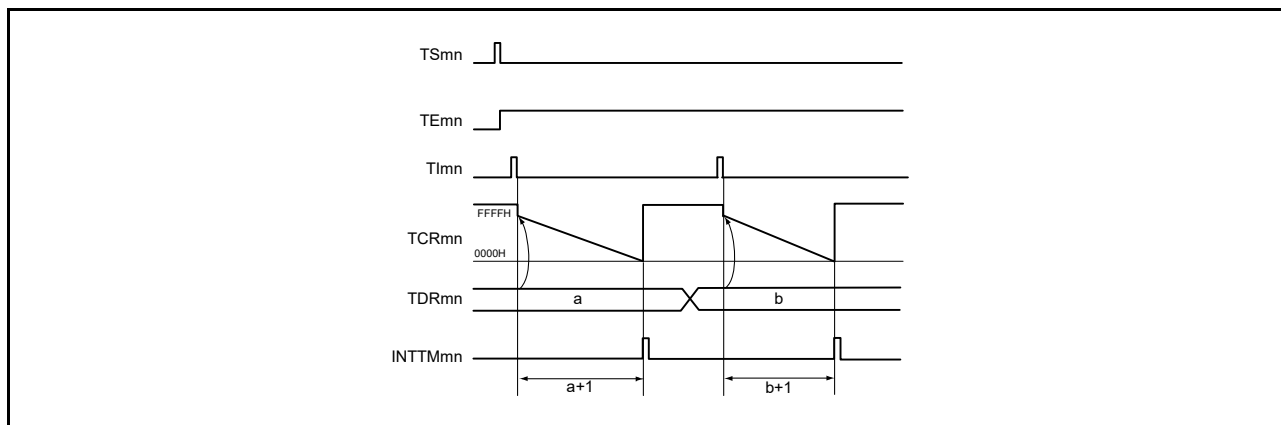 TSmn
TEmn
TImn
FFFFH
TCRmn
0000H
TDRmn a b
INTTMmn
a+1 b+1